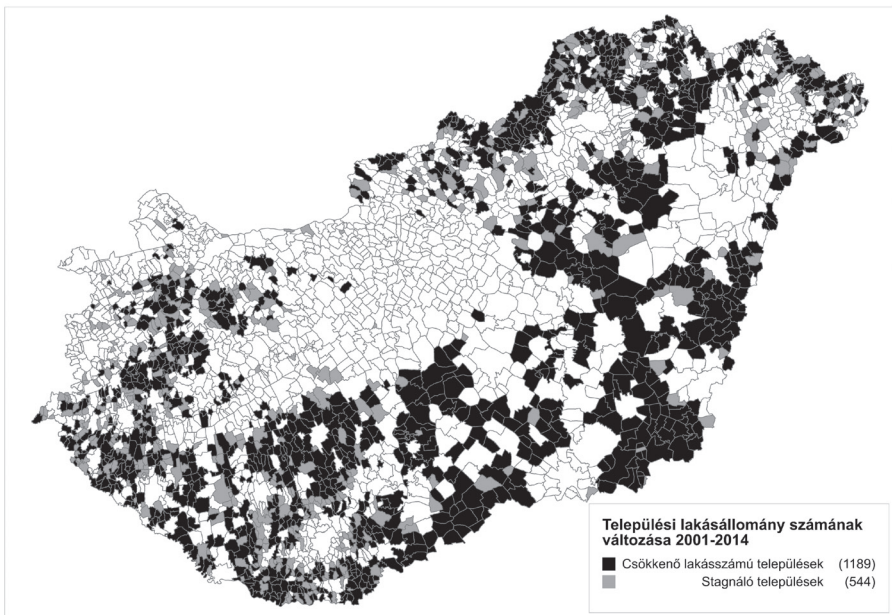 Települési lakásállomány számának
változása 2001-2014
Csökkenő lakásszámú települések (1189)
Stagnáló települések (544)